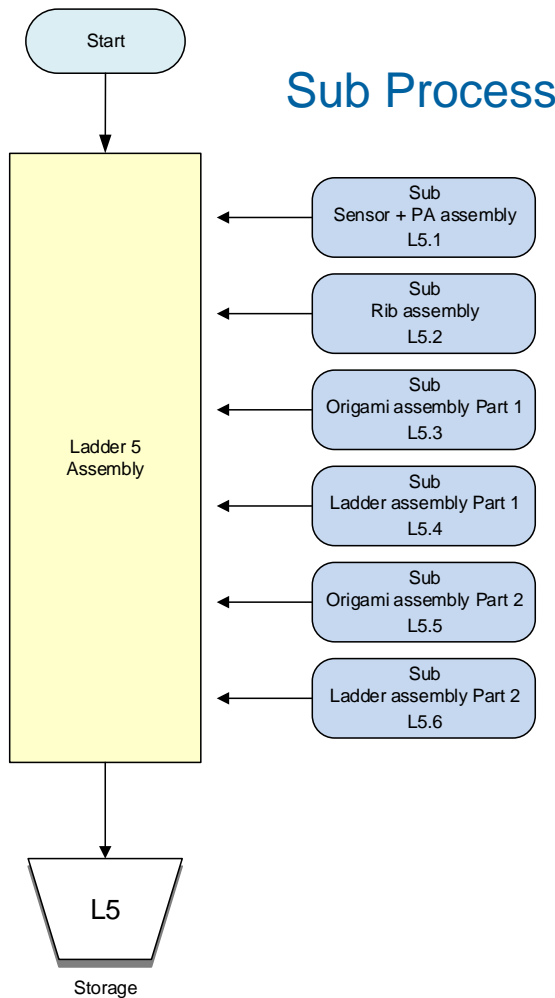 Start
Sub Process
Sub
Sensor + PA assembly
L5.1
Sub
Rib assembly
L5.2
Sub
Origami assembly Part 1
L5.3
Ladder 5
Assembly
Sub
Ladder assembly Part 1
L5.4
Sub
Origami assembly Part 2
L5.5
Sub
Ladder assembly Part 2
L5.6
L5
Storage